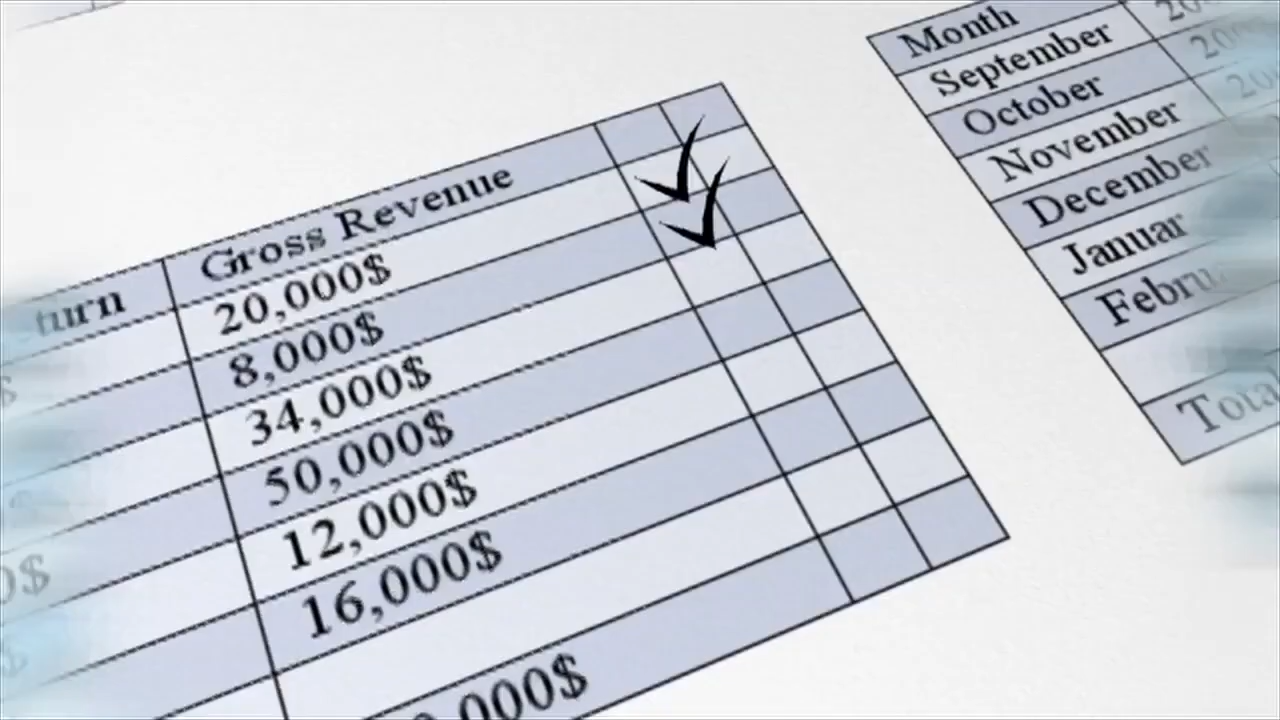 Gross Revenue
20,000$
8,000$
34,000$
50,000$
12,000$
16,000$
Month
September
October
November
December
Januar